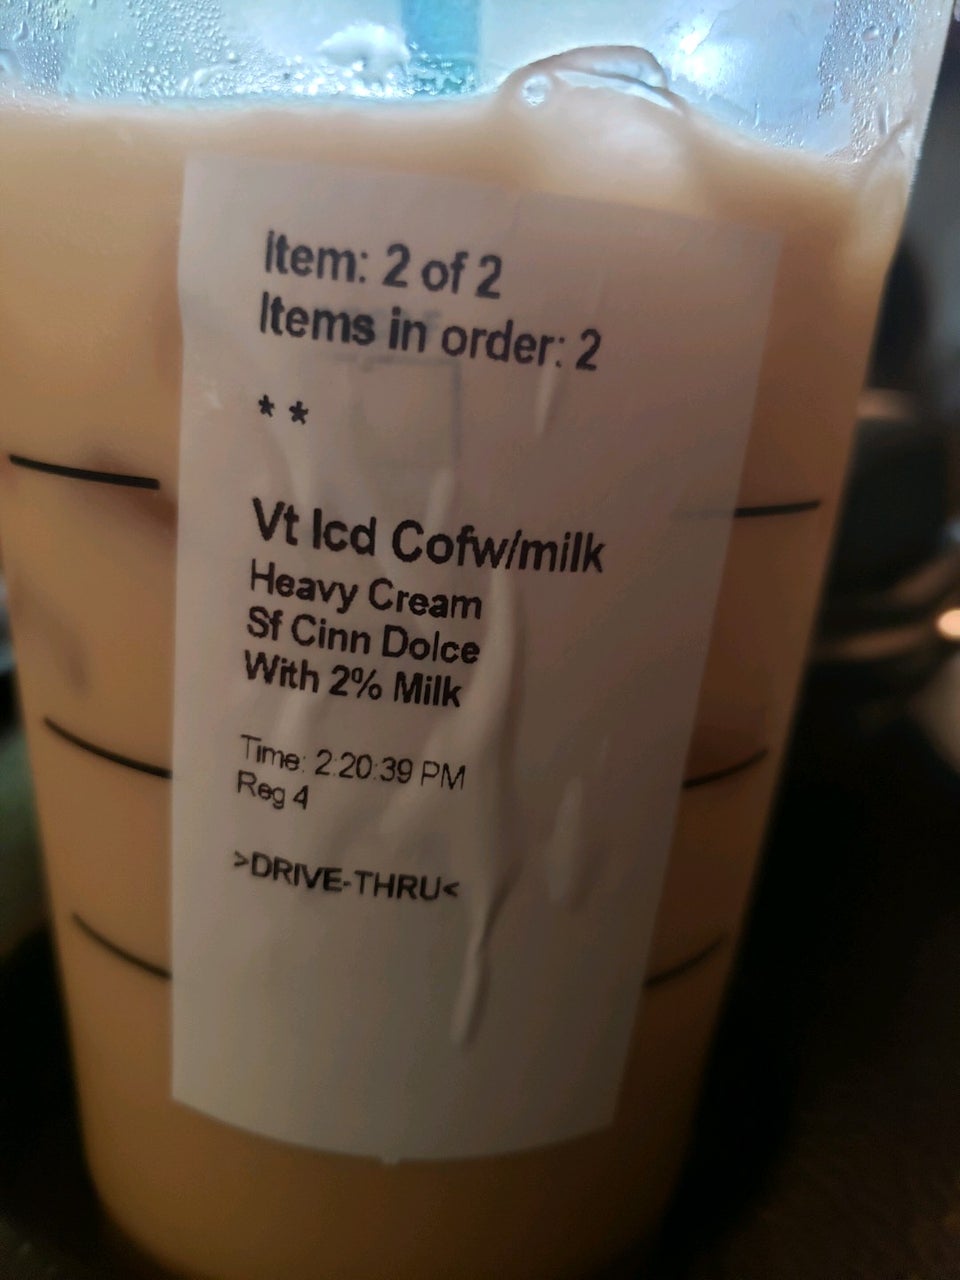 Item: 2 of 2
Items in order: 2
* *
Vt Icd Cofw/milk
Heavy Cream
Sf Cinn Dolce
With 2% Milk
Time: 2:20:39 PM
Reg 4
>DRIVE-THRU<